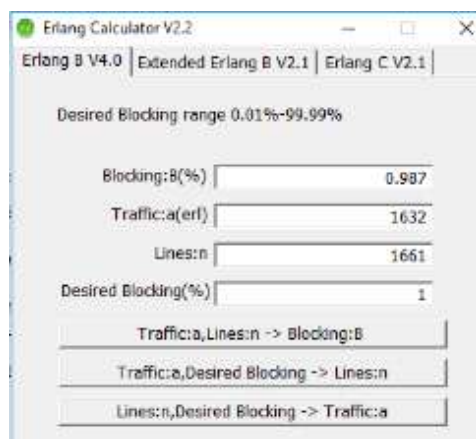 Erlang Calculator V2.2
Erlang B V4.0 Extended Erlang B V2.1 Erlang C V2.1
Desired Blocking range 0.01%-99.99%
Blocking:B(%) 0.987
Traffic:a(erl) 1632
Lines:n 1661
Desired Blocking(%) 1
Traffic:a,Lines:n -> Blocking:B
Traffic:a,Desired Blocking -> Lines:n
Lines:n,Desired Blocking -> Traffic:a